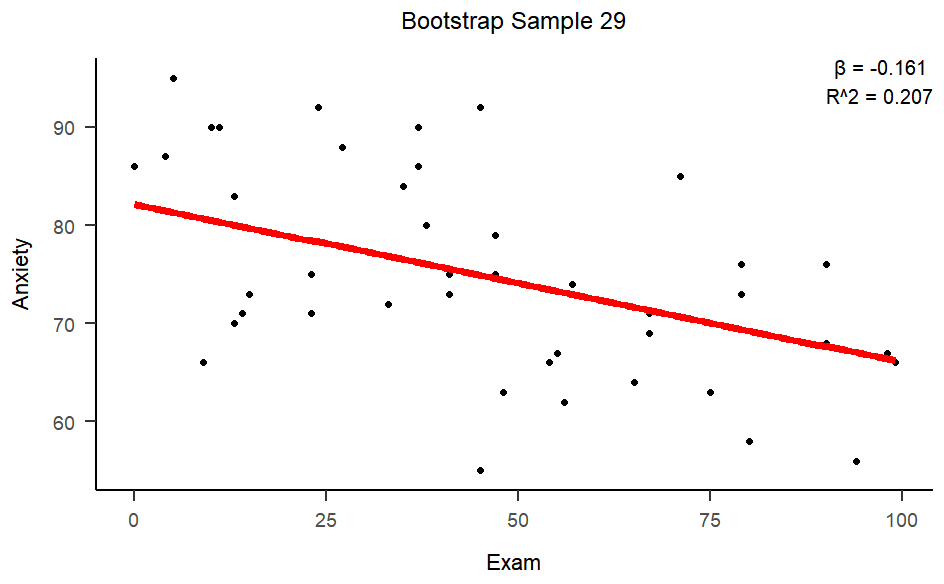 Bootstrap Sample 29
β = -0.161
R^2 = 0.207
90
80
70
60
Anxiety
0 25 50 75 100
Exam